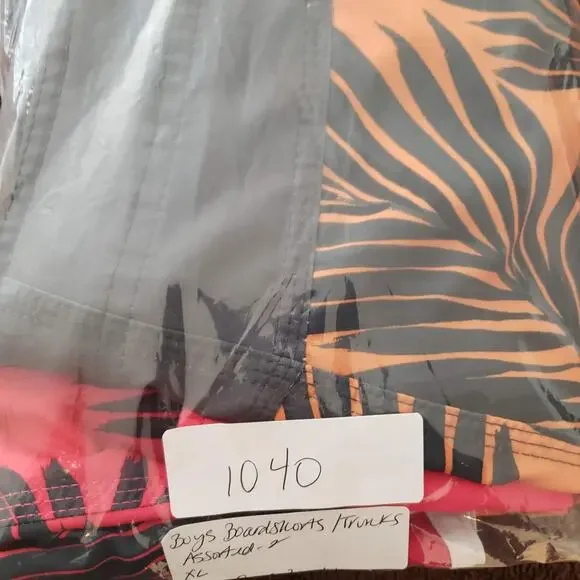 1040
Boys Boardshorts / Trunks
Assorted - 2
XL